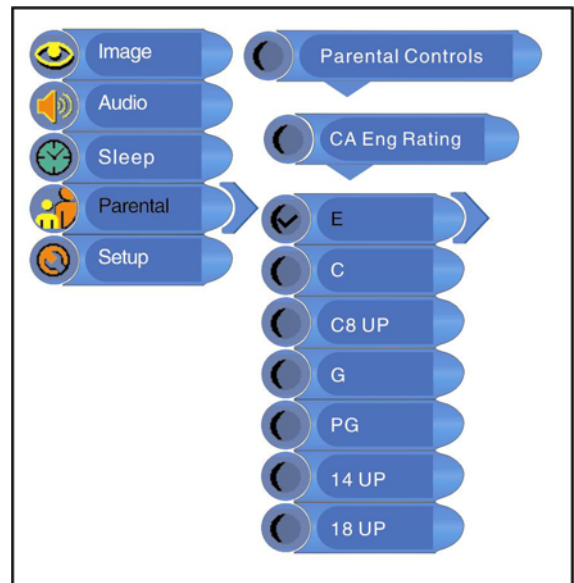 Image
Audio
Sleep
Parental
Setup
Parental Controls
CA Eng Rating
E
C
C8 UP
G
PG
14 UP
18 UP